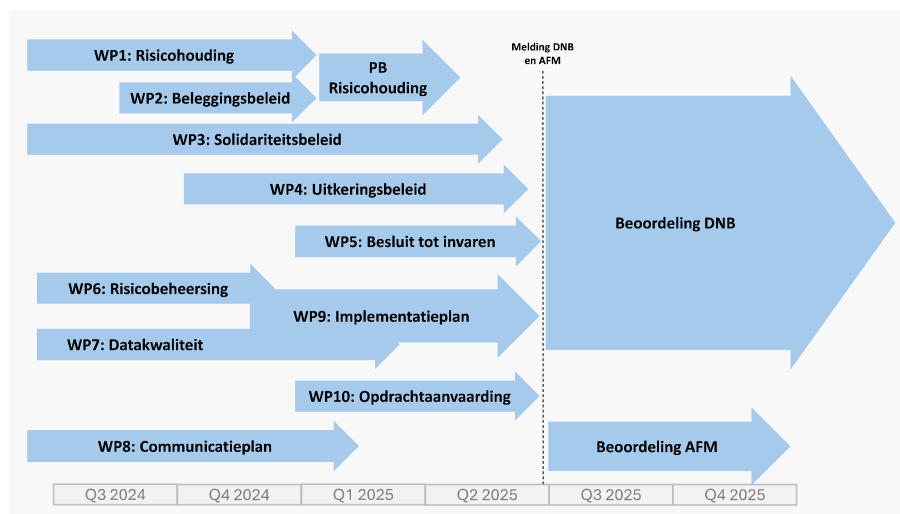 WP1: Risicohouding
PB
Risicohouding
Melding DNB
en AFM
WP2: Beleggingsbeleid
WP3: Solidariteitsbeleid
WP4: Uitkeringsbeleid
WP5: Besluit tot invaren
Beoordeling DNB
WP6: Risicobeheersing
WP9: Implementatieplan
WP7: Datakwaliteit
WP10: Opdrachtaanvaarding
WP8: Communicatieplan
Beoordeling AFM
Q3 2024
Q4 2024
Q1 2025
Q2 2025
Q3 2025
Q4 2025